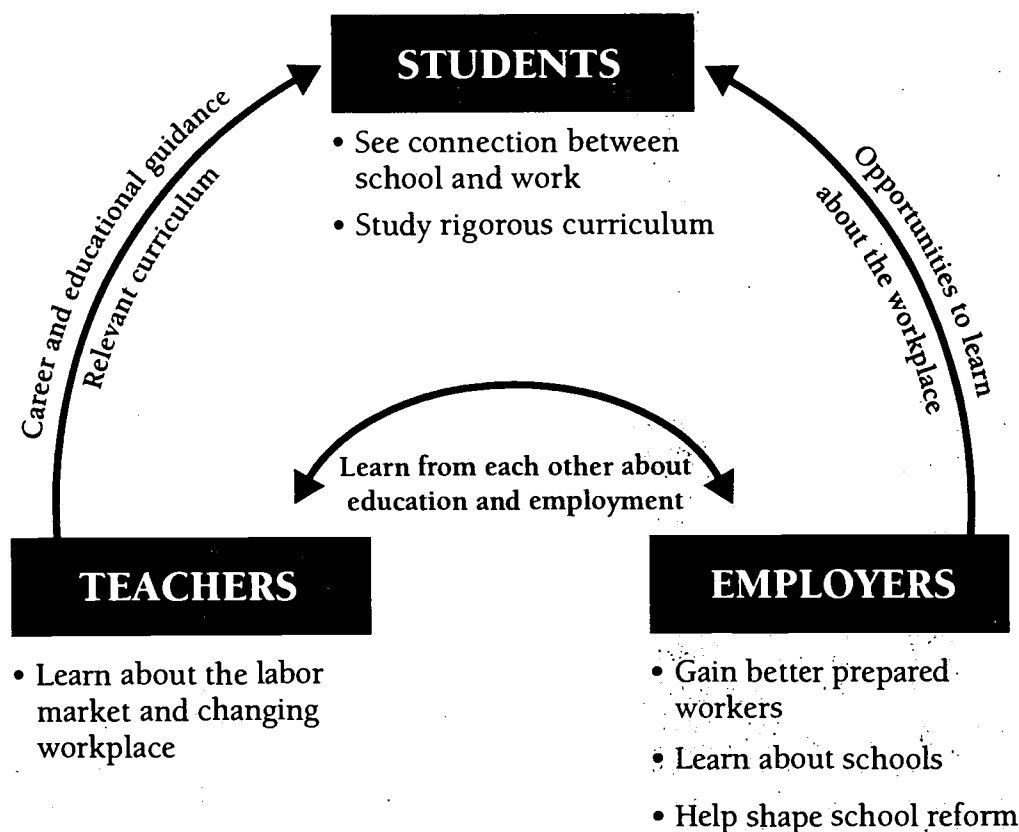 STUDENTS
• See connection between
school and work
• Study rigorous curriculum
Career and educational guidance
Relevant curriculum
Opportunities to learn
about the workplace
Learn from each other about
education and employment
TEACHERS
• Learn about the labor
market and changing
workplace
EMPLOYERS
• Gain better prepared
workers
• Learn about schools
• Help shape school reform